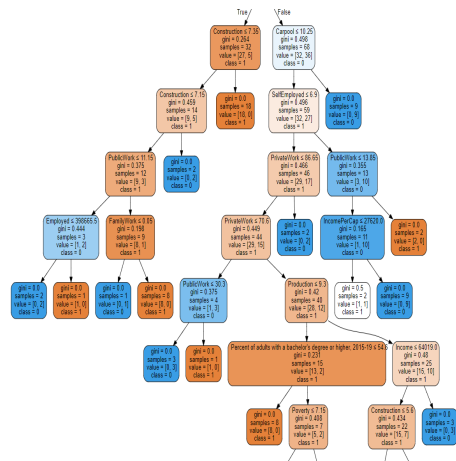 True
False
Construction ≤ 7.35
gini = 0.264
samples = 32
value = [27, 5]
class = 1
Carpool ≤ 10.25
gini = 0.498
samples = 68
value = [32, 36]
class = 0
Construction ≤ 7.15
gini = 0.459
samples = 14
value = [9, 5]
class = 1
gini = 0.0
samples = 18
value = [18, 0]
class = 1
SelfEmployed ≤ 6.9
gini = 0.496
samples = 59
value = [32, 27]
class = 1
gini = 0.0
samples = 9
value = [0, 9]
class = 0
PublicWork ≤ 11.15
gini = 0.375
samples = 12
value = [9, 3]
class = 1
gini = 0.0
samples = 2
value = [0, 2]
class = 0
PrivateWork ≤ 86.65
gini = 0.466
samples = 46
value = [29, 17]
class = 1
PublicWork ≤ 13.85
gini = 0.355
samples = 13
value = [3, 10]
class = 0
Employed ≤ 398665.5
gini = 0.444
samples = 3
value = [1, 2]
class = 0
FamilyWork ≤ 0.05
gini = 0.198
samples = 9
value = [8, 1]
class = 1
PrivateWork ≤ 70.6
gini = 0.449
samples = 44
value = [29, 15]
class = 1
gini = 0.0
samples = 2
value = [0, 2]
class = 0
IncomePerCap ≤ 27620.0
gini = 0.165
samples = 11
value = [1, 10]
class = 0
gini = 0.0
samples = 2
value = [2, 0]
class = 1
gini = 0.0
samples = 2
value = [0, 2]
class = 0
gini = 0.0
samples = 1
value = [1, 0]
class = 1
gini = 0.0
samples = 1
value = [0, 1]
class = 0
gini = 0.0
samples = 8
value = [8, 0]
class = 1
PublicWork ≤ 30.3
gini = 0.375
samples = 4
value = [1, 3]
class = 0
Production ≤ 9.3
gini = 0.42
samples = 40
value = [28, 12]
class = 1
gini = 0.5
samples = 2
value = [1, 1]
class = 1
gini = 0.0
samples = 9
value = [0, 9]
class = 0
gini = 0.0
samples = 3
value = [0, 3]
class = 0
gini = 0.0
samples = 1
value = [1, 0]
class = 1
Percent of adults with a bachelor's degree or higher, 2015-19 ≤ 54.
gini = 0.231
samples = 15
value = [13, 2]
class = 1
Income ≤ 64019.0
gini = 0.48
samples = 25
value = [15, 10]
class = 1
gini = 0.0
samples = 8
value = [8, 0]
class = 1
Poverty ≤ 7.15
gini = 0.408
samples = 7
value = [5, 2]
class = 1
Construction ≤ 5.6
gini = 0.434
samples = 22
value = [15, 7]
class = 1
gini = 0.0
samples = 3
value = [0, 3]
class = 0